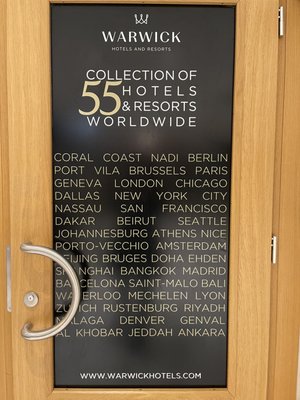 WARWICK
HOTELS AND RESORTS
COLLECTION OF
55 HOTELS
& RESORTS
WORLDWIDE
CORAL COAST NADI BERLIN
PORT VILA BRUSSELS PARIS
GENEVA LONDON CHICAGO
DALLAS NEW YORK CITY
NASSAU SAN FRANCISCO
DAKAR BEIRUT SEATTLE
JOHANNESBURG ATHENS NICE
PORTO-VECCHIO AMSTERDAM
BEIJING BRUGES DOHA EHDEN
SHANGHAI BANGKOK MADRID
BARCELONA SAINT-MALO BALI
WATERLOO MECHELEN LYON
ZURICH RUSTENBURG RIYADH
MALAGA DENVER GENVAL
AL KHOBAR JEDDAH ANKARA
WWW.WARWICKHOTELS.COM